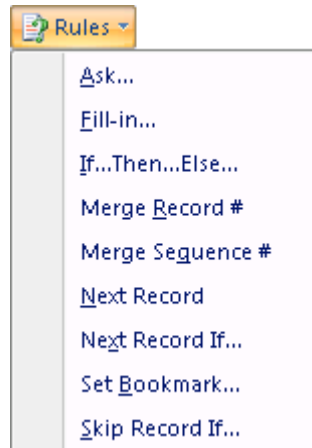 Rules
Ask...
Fill-in...
If...Then...Else...
Merge Record #
Merge Sequence #
Next Record
Next Record If...
Set Bookmark...
Skip Record If...